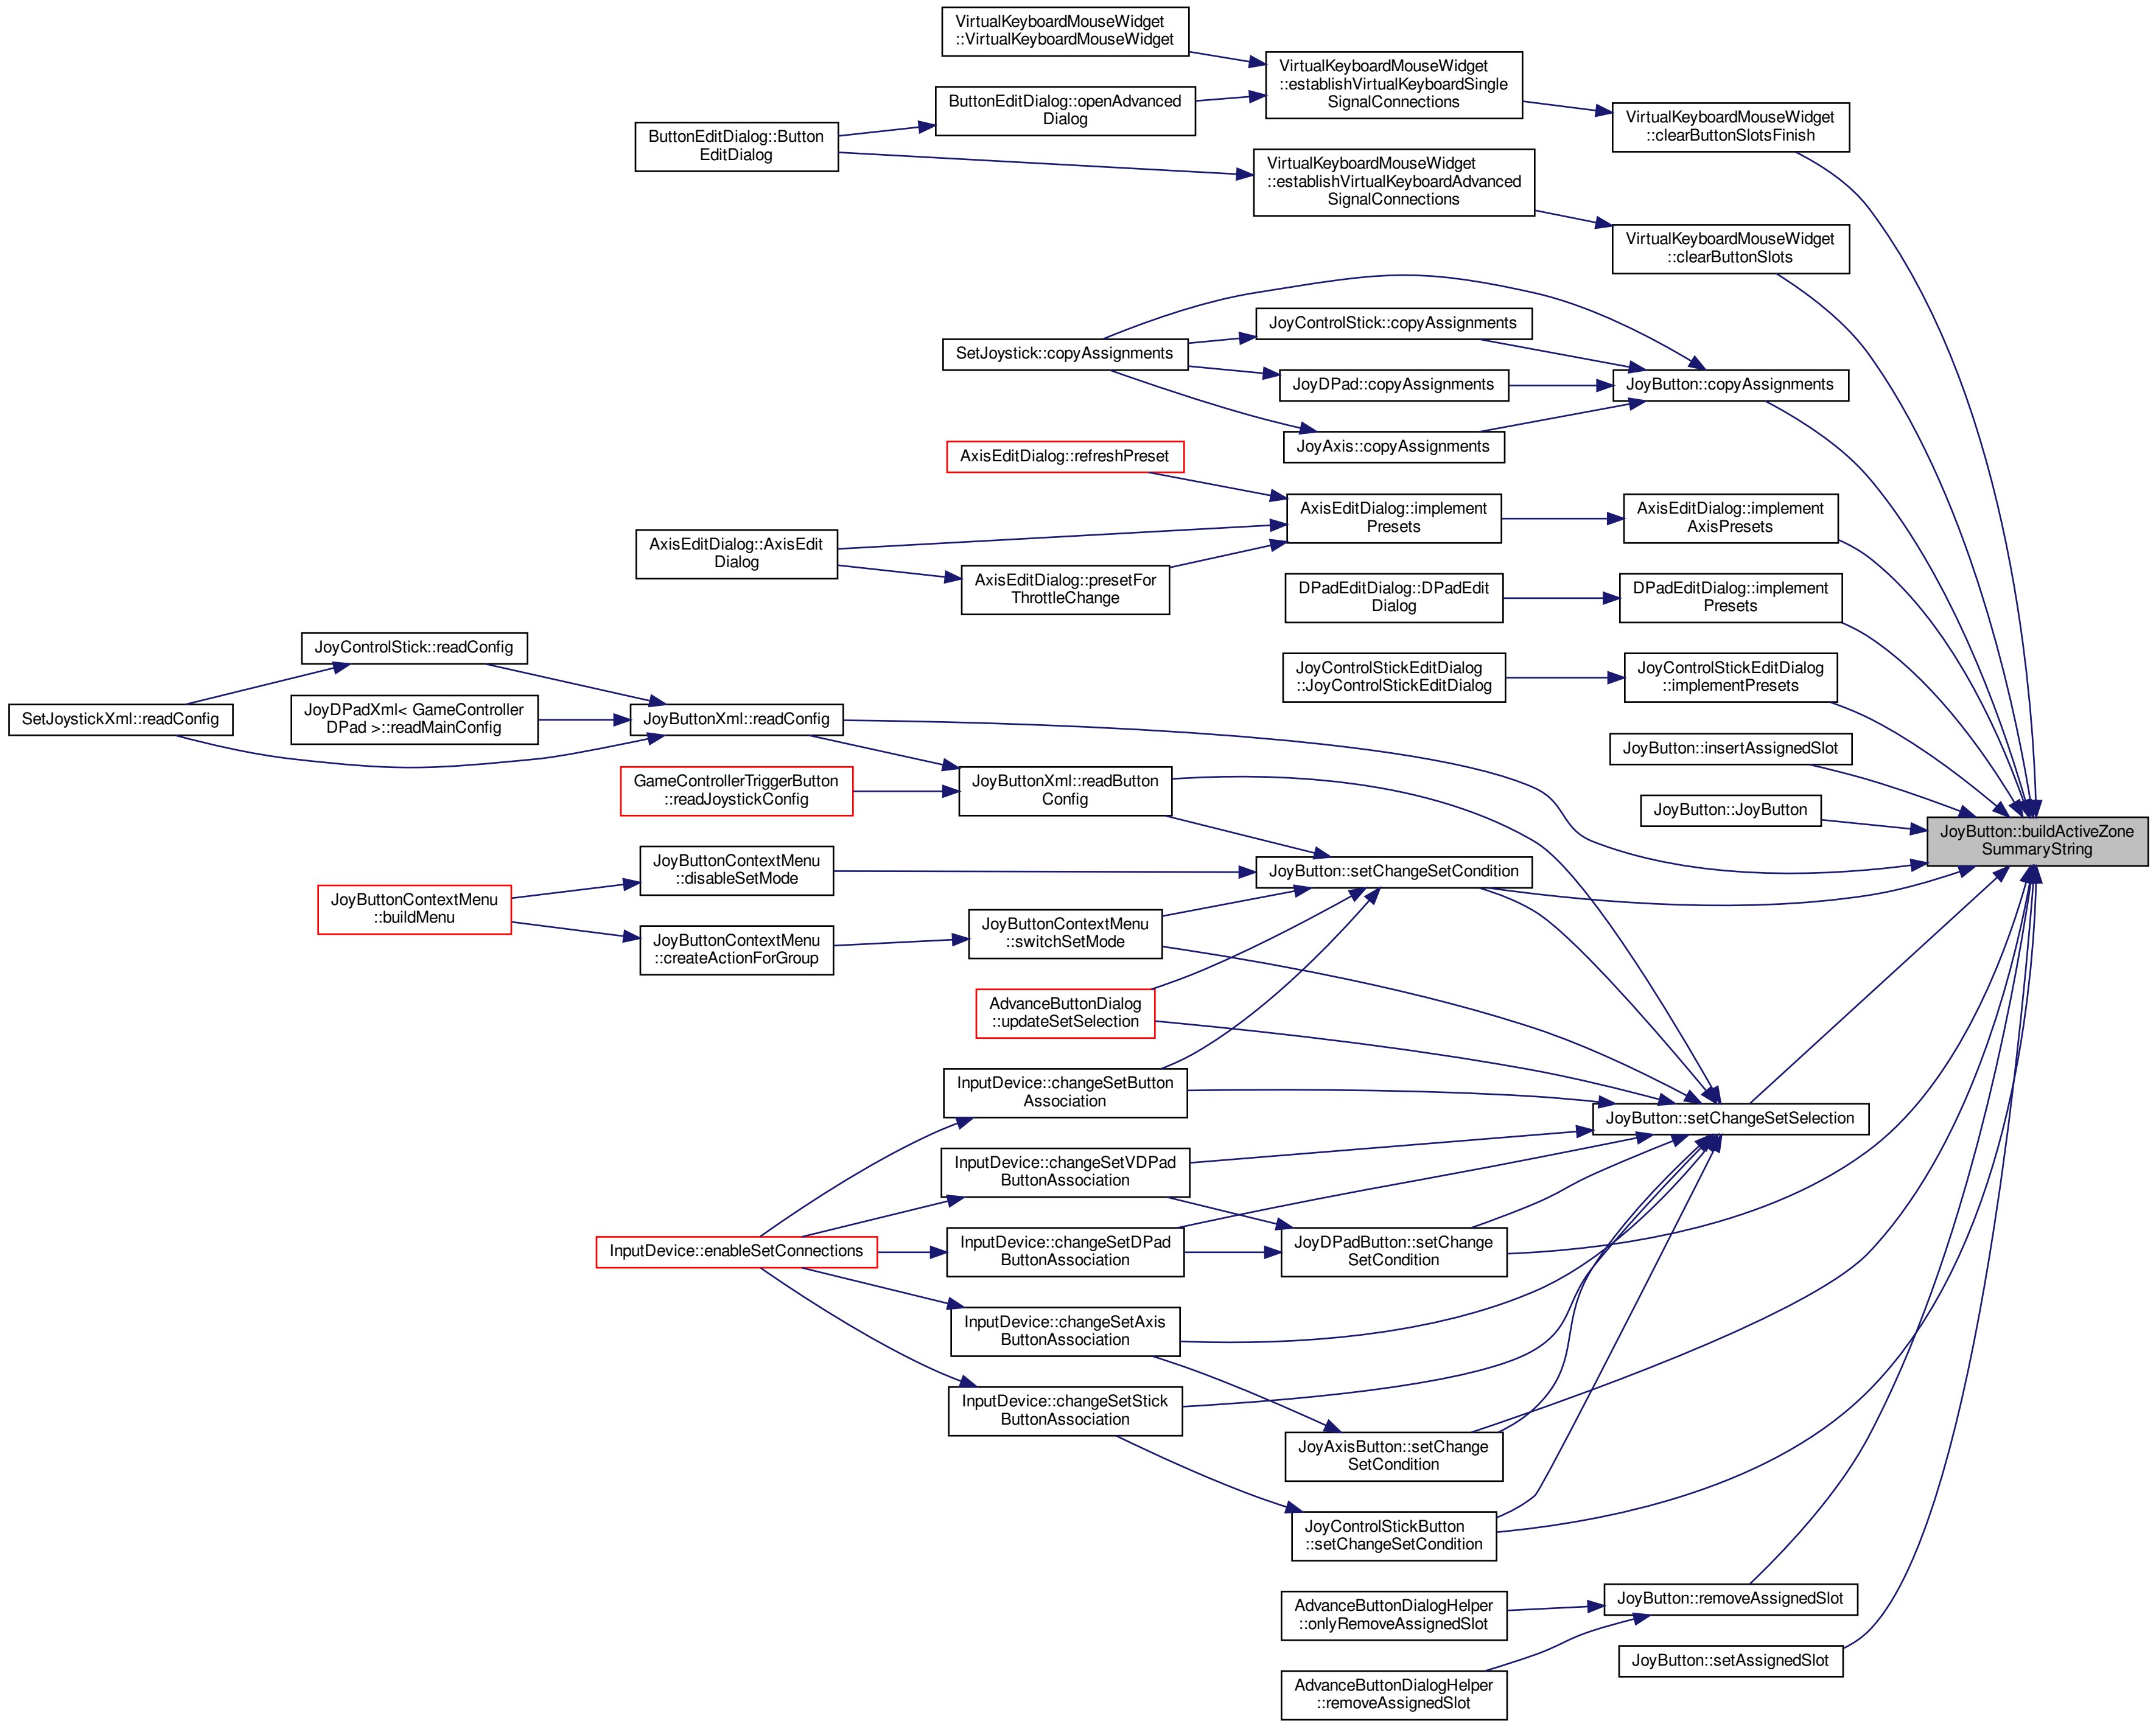 VirtualKeyboardMouseWidget
::VirtualKeyboardMouseWidget
VirtualKeyboardMouseWidget
::establishVirtualKeyboardSingle
SignalConnections
ButtonEditDialog::openAdvanced
Dialog
VirtualKeyboardMouseWidget
::clearButtonSlotsFinish
ButtonEditDialog::Button
EditDialog
VirtualKeyboardMouseWidget
::establishVirtualKeyboardAdvanced
SignalConnections
VirtualKeyboardMouseWidget
::clearButtonSlots
JoyControlStick::copyAssignments
SetJoystick::copyAssignments
JoyDPad::copyAssignments
JoyButton::copyAssignments
JoyAxis::copyAssignments
AxisEditDialog::refreshPreset
AxisEditDialog::implement
Presets
AxisEditDialog::implement
AxisPresets
AxisEditDialog::AxisEdit
Dialog
AxisEditDialog::presetFor
ThrottleChange
DPadEditDialog::DPadEdit
Dialog
DPadEditDialog::implement
Presets
JoyControlStick::readConfig
JoyControlStickEditDialog
::JoyControlStickEditDialog
JoyControlStickEditDialog
::implementPresets
SetJoystickXml::readConfig
JoyDPadXml< GameController
DPad >::readMainConfig
JoyButtonXml::readConfig
JoyButton::insertAssignedSlot
GameControllerTriggerButton
::readJoystickConfig
JoyButtonXml::readButton
Config
JoyButton::JoyButton
JoyButton::buildActiveZone
SummaryString
JoyButtonContextMenu
::disableSetMode
JoyButton::setChangeSetCondition
JoyButtonContextMenu
::buildMenu
JoyButtonContextMenu
::createActionForGroup
JoyButtonContextMenu
::switchSetMode
AdvanceButtonDialog
::updateSetSelection
InputDevice::changeSetButton
Association
JoyButton::setChangeSetSelection
InputDevice::changeSetVDPad
ButtonAssociation
InputDevice::enableSetConnections
InputDevice::changeSetDPad
ButtonAssociation
JoyDPadButton::setChange
SetCondition
InputDevice::changeSetAxis
ButtonAssociation
InputDevice::changeSetStick
ButtonAssociation
JoyAxisButton::setChange
SetCondition
JoyControlStickButton
::setChangeSetCondition
AdvanceButtonDialogHelper
::onlyRemoveAssignedSlot
JoyButton::removeAssignedSlot
JoyButton::setAssignedSlot
AdvanceButtonDialogHelper
::removeAssignedSlot